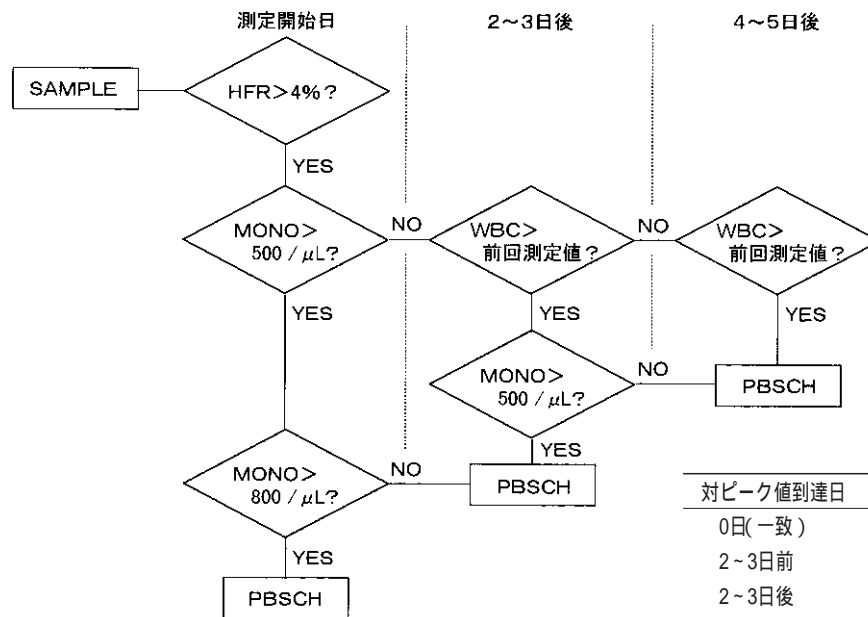 測定開始日
2～3日後
4～5日後
SAMPLE
HFR>4%?
YES
MONO>
500／μL?
NO
WBC>
前回測定値?
NO
WBC>
前回測定値?
YES
YES
YES
MONO>
500／μL?
NO
PBSCH
YES
MONO>
800／μL?
NO
PBSCH
YES
PBSCH
対ピーク値到達日
0日(一致)
2~3日前
2~3日後